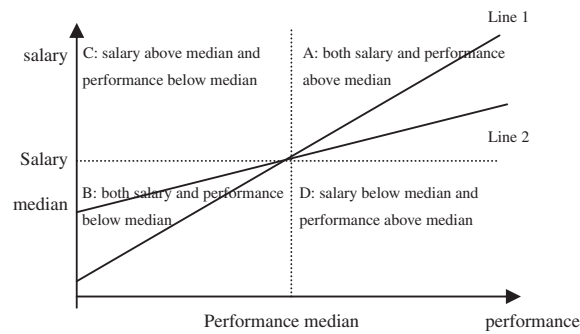 Line 1
salary
C: salary above median and
performance below median
A: both salary and performance
above median
Line 2
Salary
median
B: both salary and performance
below median
D: salary below median and
performance above median
Performance median
performance